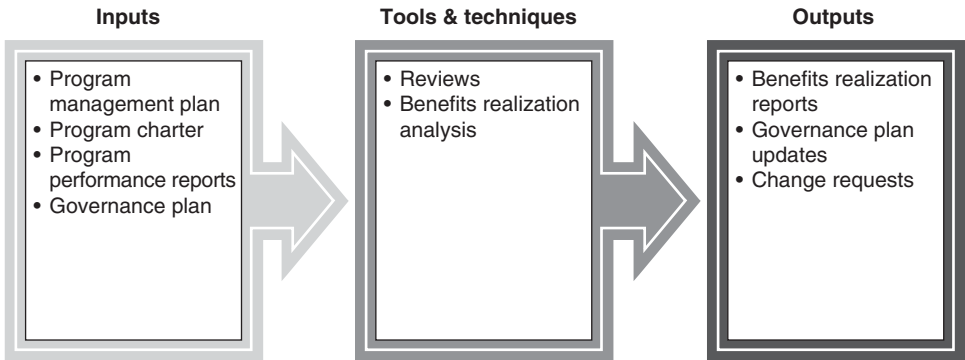 Inputs
• Program
management plan
• Program charter
• Program
performance reports
• Governance plan
Tools & techniques
• Reviews
• Benefits realization
analysis
Outputs
• Benefits realization
reports
• Governance plan
updates
• Change requests